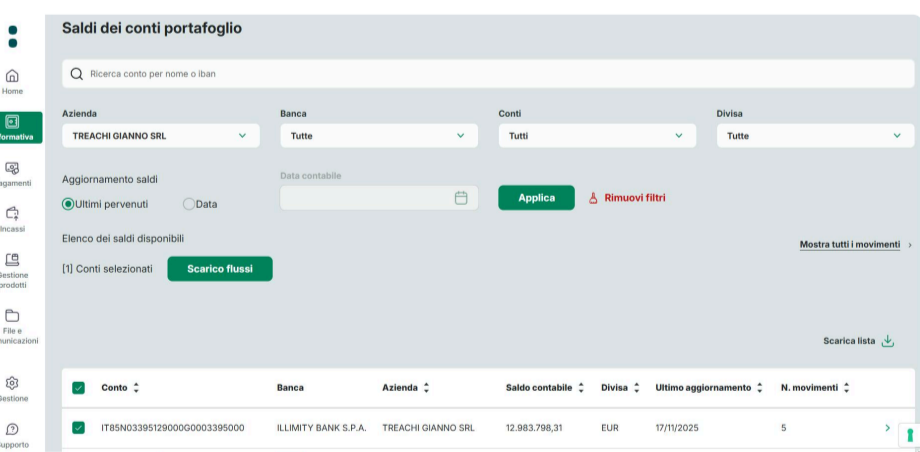 Saldi dei conti portafoglio
Ricerca conto per nome o iban
Home
Azienda Banca Conti Divisa
TREACHI GIANNO SRL Tutte Tutti Tutte
formativa
Aggiornamento saldi Data contabile
agamenti
Ultimi pervenuti Data Applica Rimuovi filtri
Incassi
Elenco dei saldi disponibili Mostra tutti i movimenti
[1] Conti selezionati Scarico flussi
Gestione
prodotti
File e
municazioni
Scarica lista
Conto Banca Azienda Saldo contabile Divisa Ultimo aggiornamento N. movimenti
Gestione
IT85N03395129000G0003395000 ILLIMITY BANK S.P.A. TREACHI GIANNO SRL 12.983.798,31 EUR 17/11/2025 5
upporto